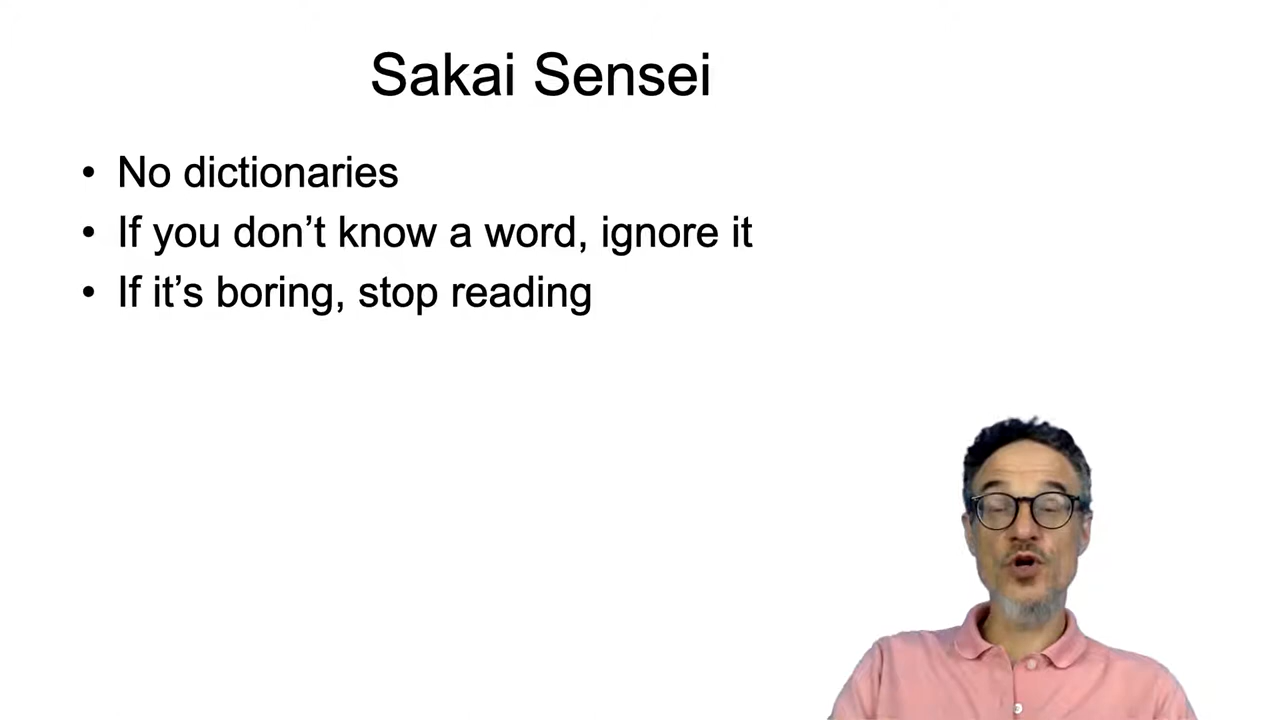 Sakai Sensei
• No dictionaries
• If you don’t know a word, ignore it
• If it’s boring, stop reading